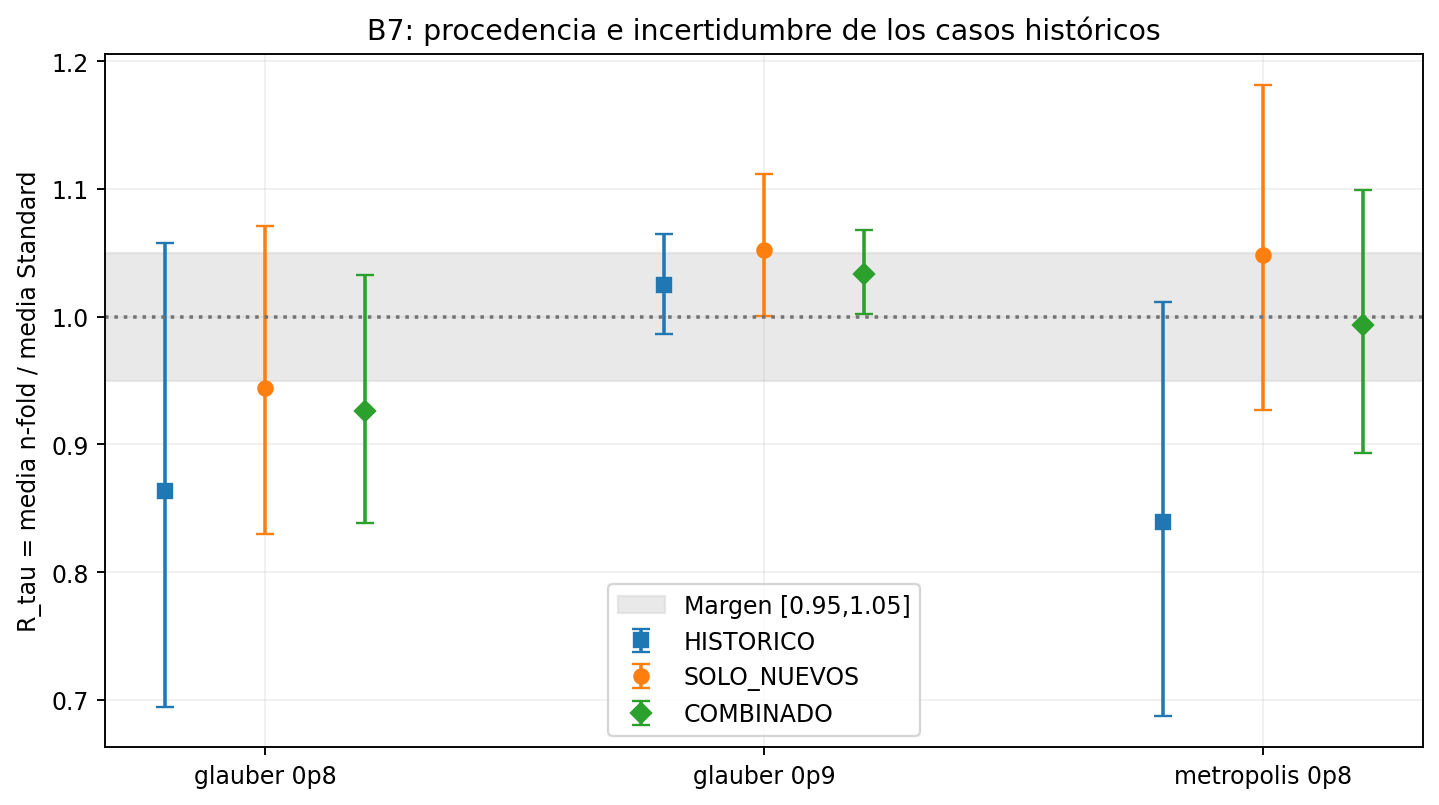 B7: procedencia e incertidumbre de los casos históricos
R_tau = media n-fold / media Standard
1.2
1.1
1.0
0.9
0.8
0.7
Margen [0.95,1.05]
HISTORICO
SOLO_NUEVOS
COMBINADO
glauber 0p8
glauber 0p9
metropolis 0p8